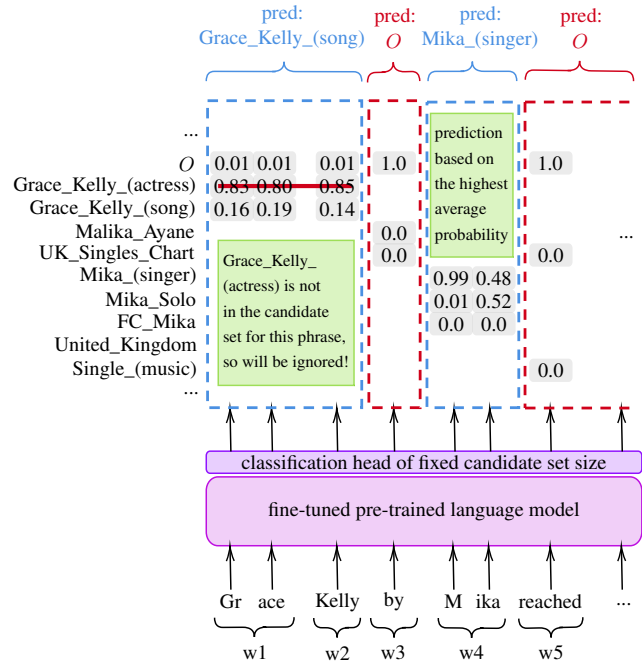 pred: pred: pred: pred:
Grace_Kelly_(song) O Mika_(singer) O
...
O 0.01 0.01 0.01 1.0 1.0
Grace_Kelly_(actress) 0.83 0.80 0.85
Grace_Kelly_(song) 0.16 0.19 0.14
Malika_Ayane 0.0 ...
UK_Singles_Chart 0.0 0.0
Mika_(singer) 0.99 0.48
Mika_Solo 0.01 0.52
FC_Mika 0.0 0.0
United_Kingdom
Single_(music) 0.0
...
prediction
based on
the highest
average
probability
Grace_Kelly_
(actress) is not
in the candidate
set for this phrase,
so will be ignored!
classification head of fixed candidate set size
fine-tuned pre-trained language model
Gr ace Kelly by M ika reached ...
w1 w2 w3 w4 w5